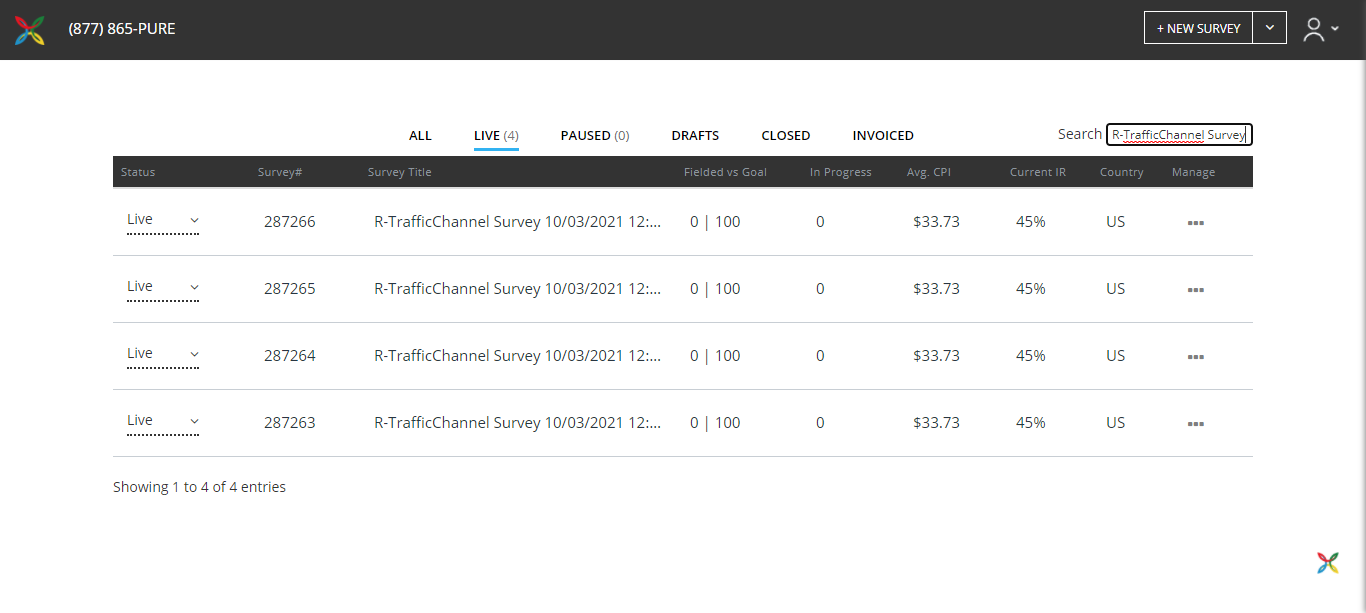 (877) 865-PURE
+ NEW SURVEY
ALL LIVE (4) PAUSED (0) DRAFTS CLOSED INVOICED Search R-TrafficChannel Survey
Status Survey# Survey Title Fielded vs Goal In Progress Avg. CPI Current IR Country Manage
Live 287266 R-TrafficChannel Survey 10/03/2021 12:... 0 | 100 0 $33.73 45% US
Live 287265 R-TrafficChannel Survey 10/03/2021 12:... 0 | 100 0 $33.73 45% US
Live 287264 R-TrafficChannel Survey 10/03/2021 12:... 0 | 100 0 $33.73 45% US
Live 287263 R-TrafficChannel Survey 10/03/2021 12:... 0 | 100 0 $33.73 45% US
Showing 1 to 4 of 4 entries